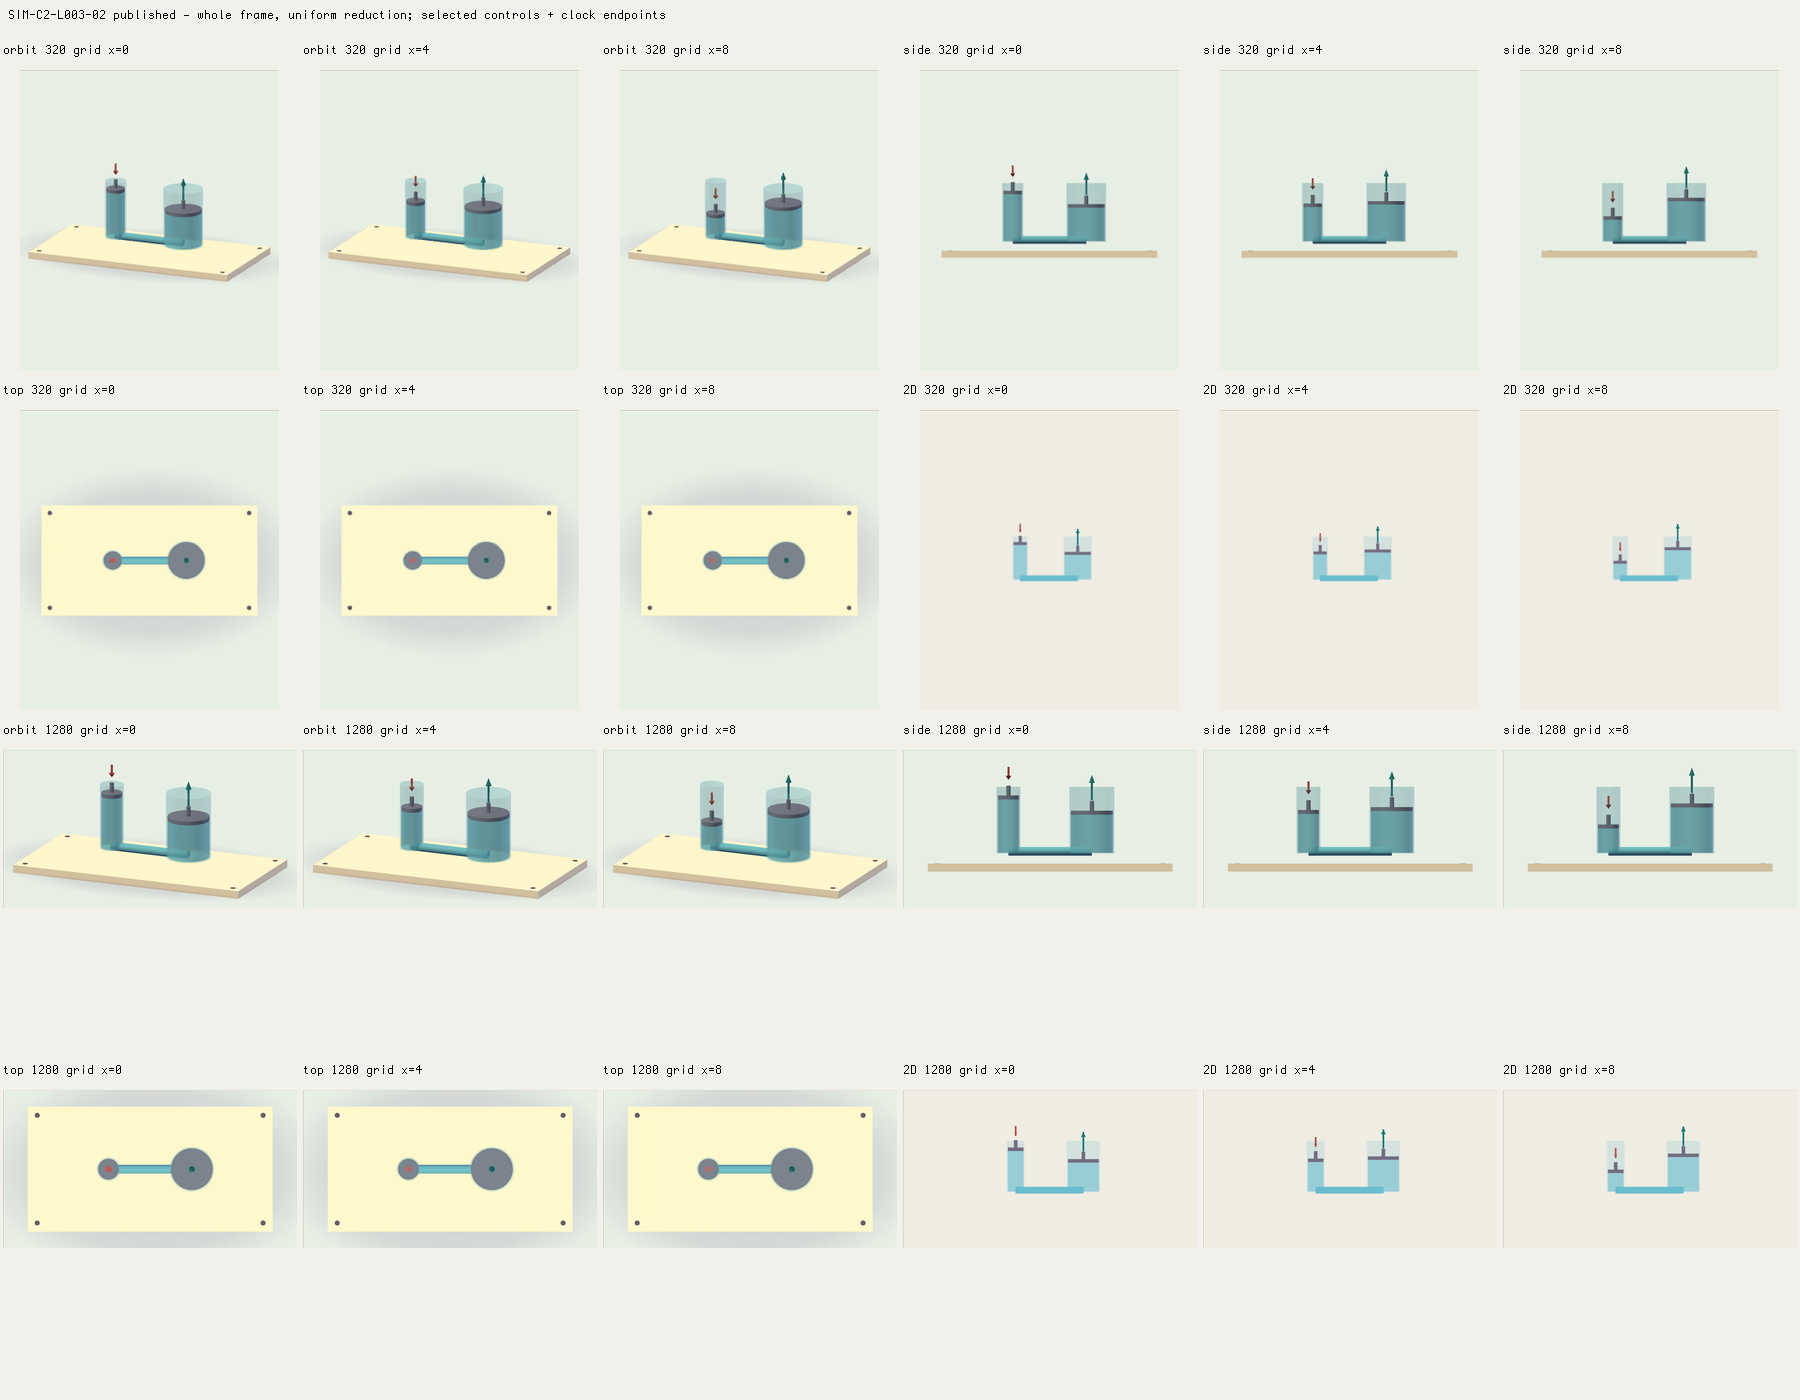 SIM-C2-L003-02 published — whole frame, uniform reduction; selected controls + clock endpoints
orbit 320 grid x=0
orbit 320 grid x=4
orbit 320 grid x=8
side 320 grid x=0
side 320 grid x=4
side 320 grid x=8
top 320 grid x=0
top 320 grid x=4
top 320 grid x=8
2D 320 grid x=0
2D 320 grid x=4
2D 320 grid x=8
orbit 1280 grid x=0
orbit 1280 grid x=4
orbit 1280 grid x=8
side 1280 grid x=0
side 1280 grid x=4
side 1280 grid x=8
top 1280 grid x=0
top 1280 grid x=4
top 1280 grid x=8
2D 1280 grid x=0
2D 1280 grid x=4
2D 1280 grid x=8